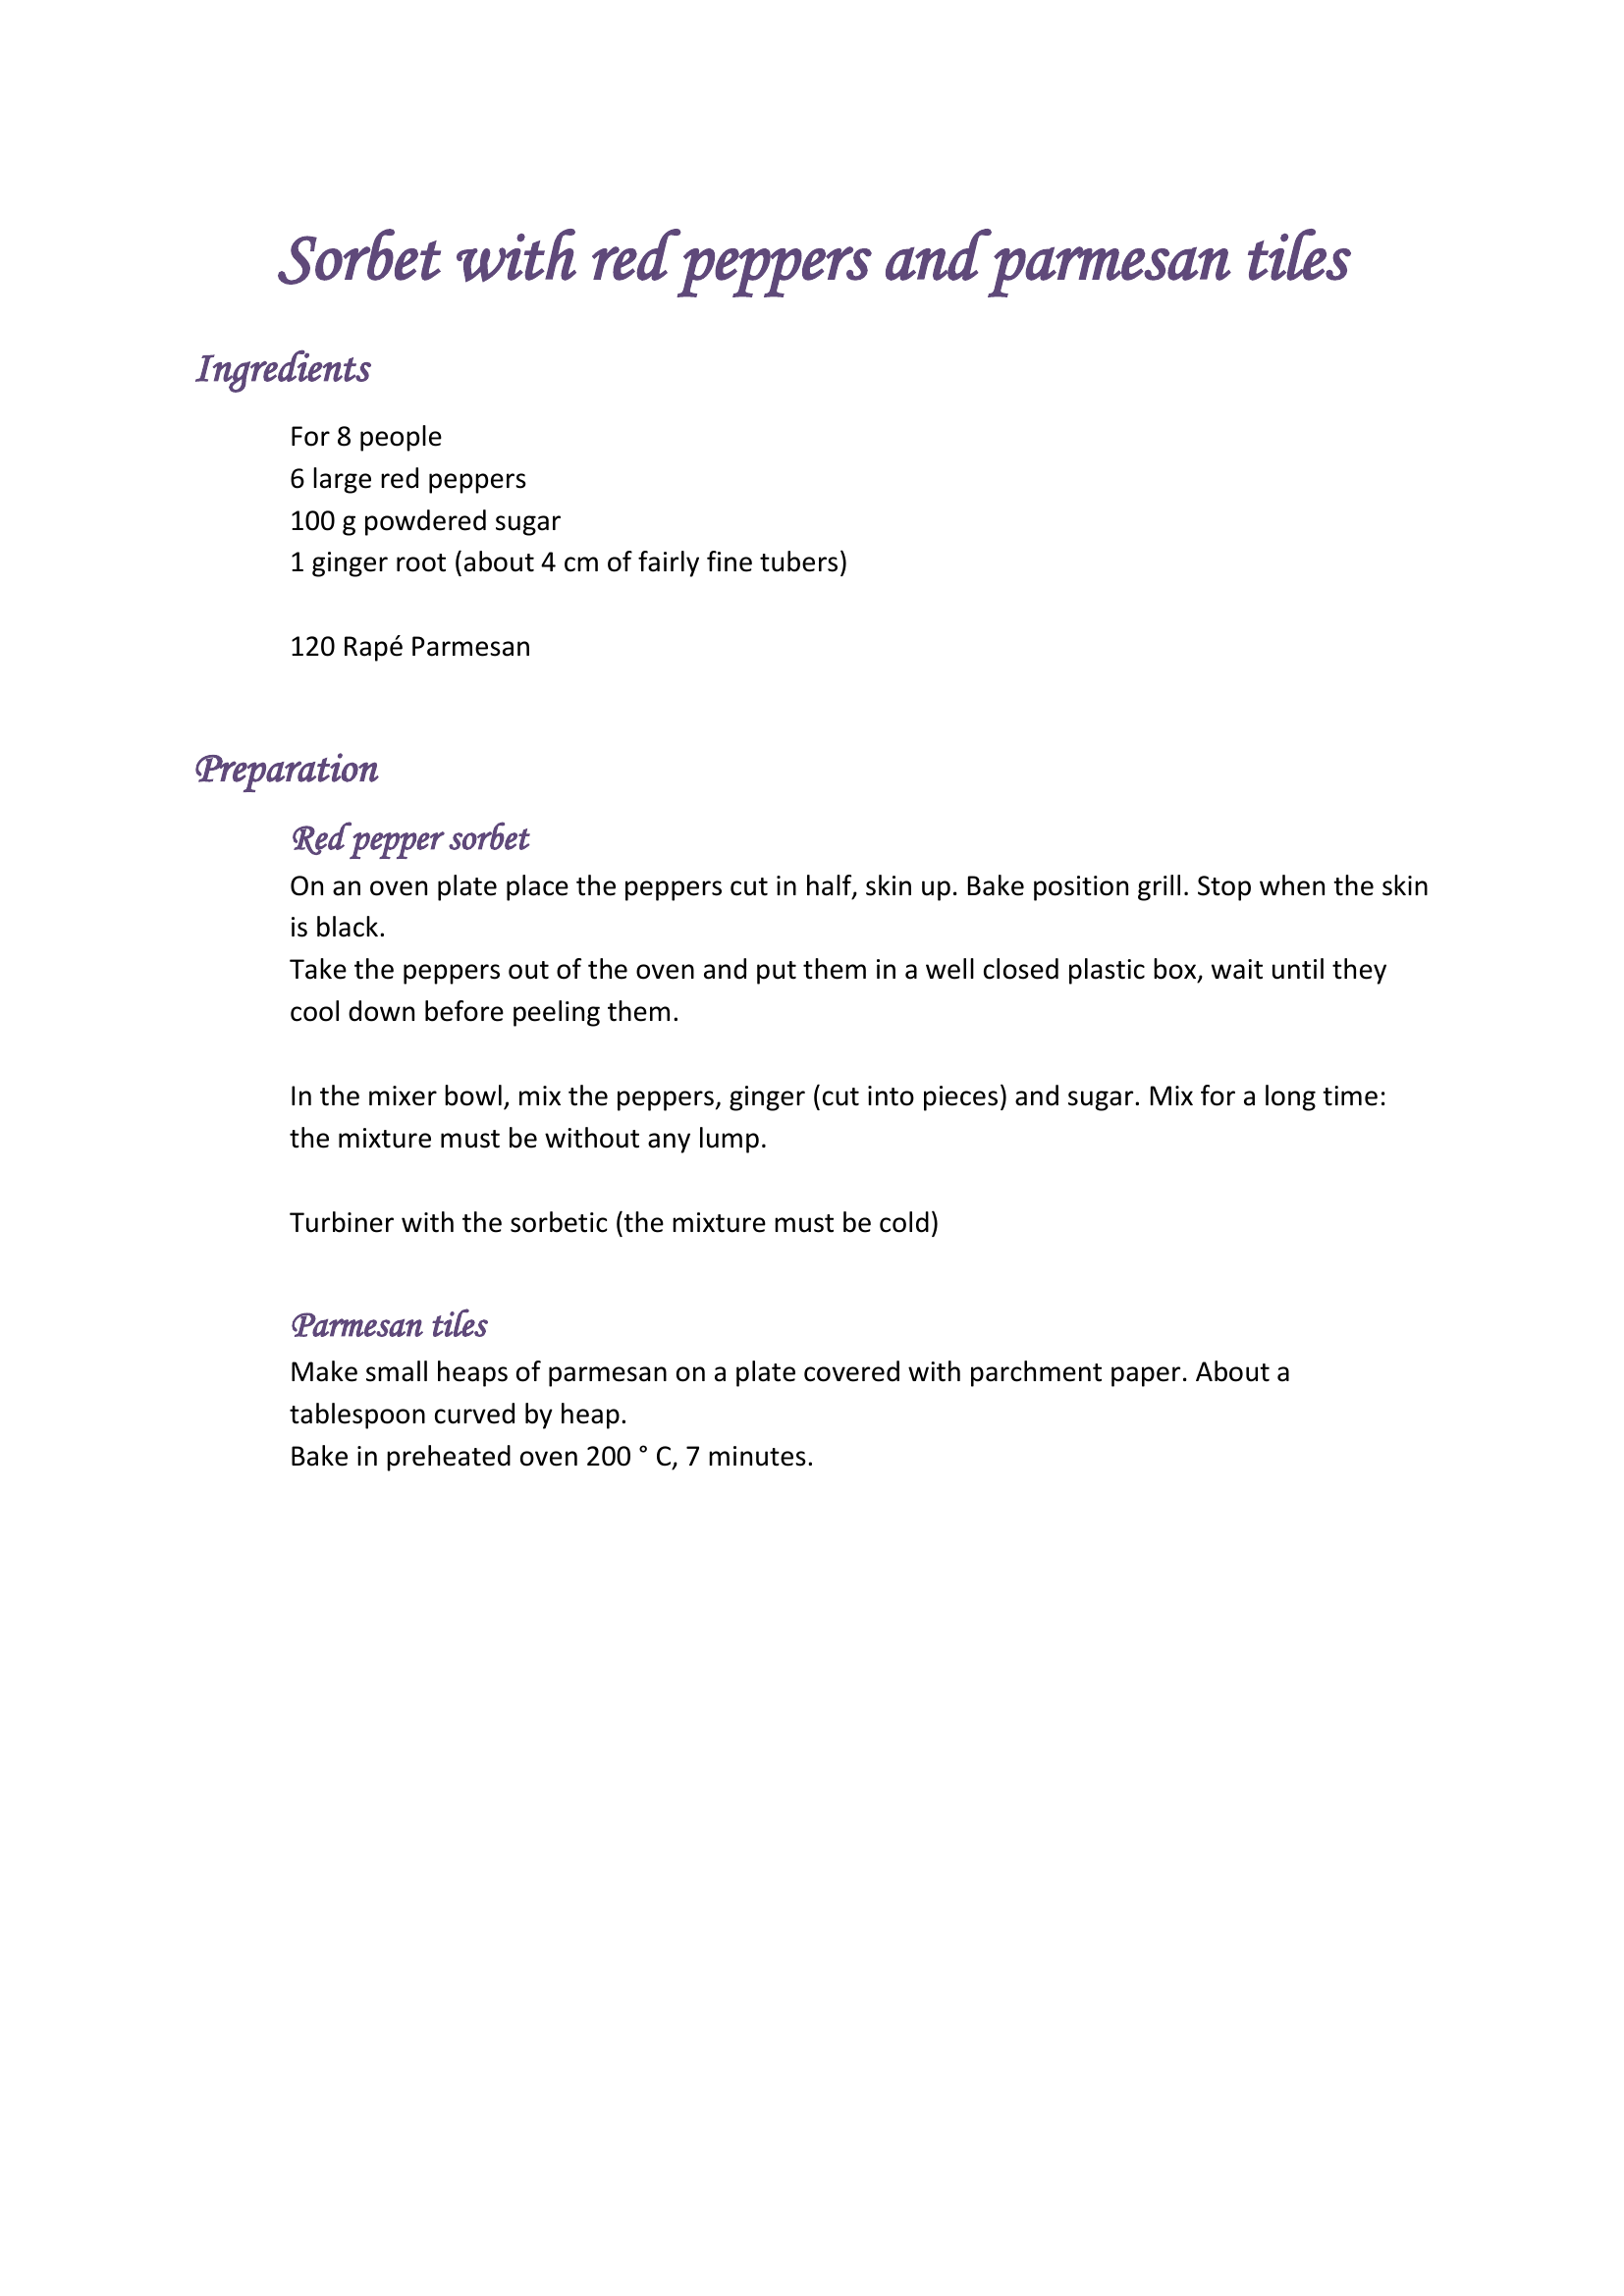 Sorbet with red peppers and parmesan tiles
Ingredients
For 8 people
6 large red peppers
100 g powdered sugar
1 ginger root (about 4 cm of fairly fine tubers)
120 Rapé Parmesan
Preparation
Red pepper sorbet
On an oven plate place the peppers cut in half, skin up. Bake position grill. Stop when the skin
is black.
Take the peppers out of the oven and put them in a well closed plastic box, wait until they
cool down before peeling them.
In the mixer bowl, mix the peppers, ginger (cut into pieces) and sugar. Mix for a long time:
the mixture must be without any lump.
Turbiner with the sorbetic (the mixture must be cold)
Parmesan tiles
Make small heaps of parmesan on a plate covered with parchment paper. About a
tablespoon curved by heap.
Bake in preheated oven 200 ° C, 7 minutes.